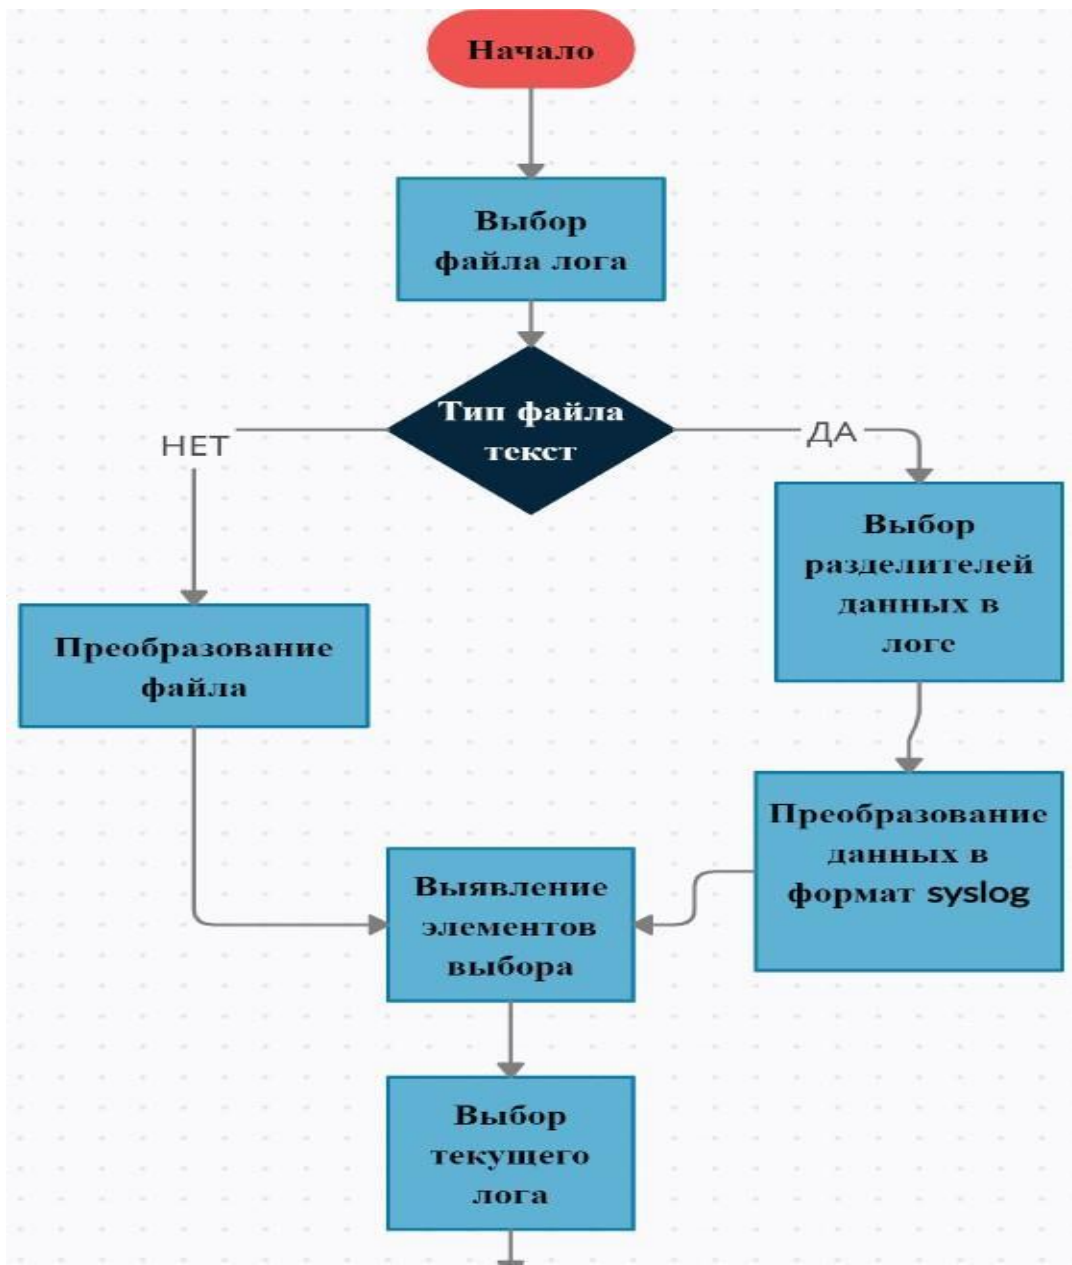 Начало
Выбор
файла лога
Тип файла
текст
НЕТ
ДА
Выбор
разделителей
данных в
логе
Преобразование
файла
Преобразование
данных в
формат syslog
Выявление
элементов
выбора
Выбор
текущего
лога